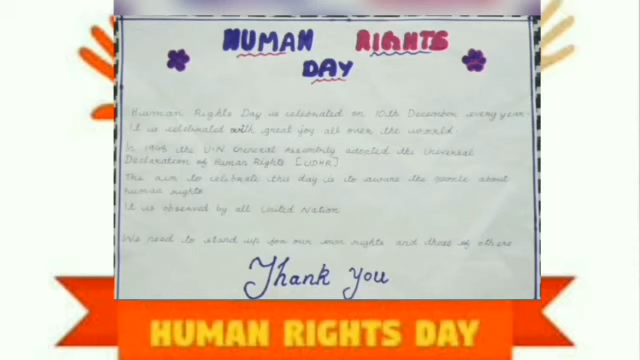 HUMAN RIGHTS
DAY
Human Rights Day is celebrated on 10th December every year.
It is celebrated with great joy all over the world.
In 1948 the U.N General Assembly adopted the Universal
Declaration of Human Rights [UDHR]
The aim to celebrate this day is to aware the people about
human rights
It is observed by all United Nation
We need to stand up for our own rights and those of others
Thank you
HUMAN RIGHTS DAY